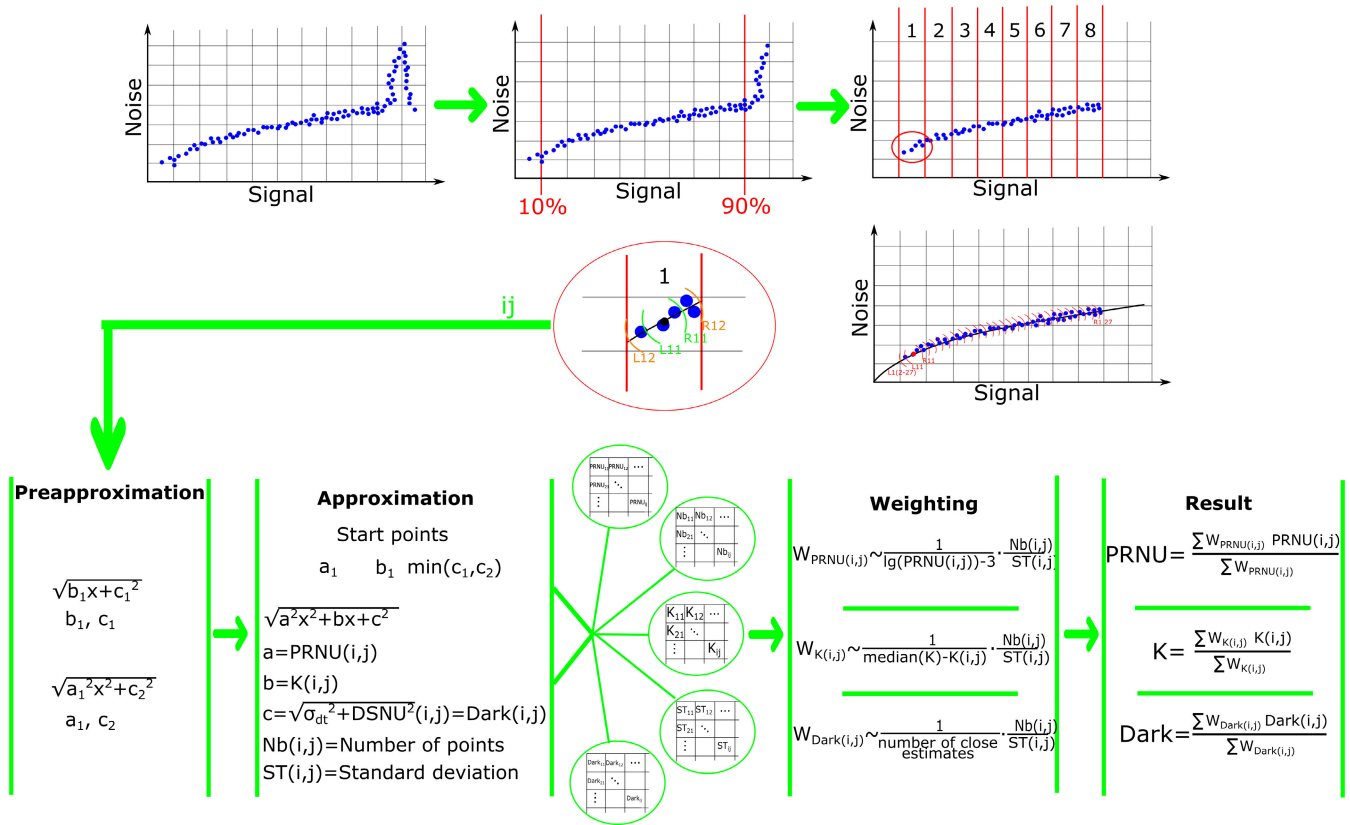 Noise
Signal
Noise
Signal
10%
90%
1 2 3 4 5 6 7 8
Noise
Signal
ij
1
L12
L11
R11
R12
Noise
L1(2-27)
L11
R11
R1 27
Signal
Preapproximation
√b₁x+c₁²
b₁, c₁
√a₁²x²+c₂²
a₁, c₂
Approximation
Start points
a₁ b₁ min(c₁,c₂)
√a²x²+bx+c²
a=PRNU(i,j)
b=K(i,j)
c=√σdt²+DSNU²(i,j)=Dark(i,j)
Nb(i,j)=Number of points
ST(i,j)=Standard deviation
PRNU₁₁ PRNU₁₂ ...
PRNU₂₁ ⋱
⋮ PRNUij
Nb₁₁ Nb₁₂ ...
Nb₂₁ ⋱
⋮ Nbij
K₁₁ K₁₂ ...
K₂₁ ⋱
⋮ Kij
ST₁₁ ST₁₂ ...
ST₂₁ ⋱
⋮ STij
Dark₁₁ Dark₁₂ ...
Dark₂₁ ⋱
⋮ Darkij
Weighting
W_PRNU(i,j)~1/lg(PRNU(i,j))-3·Nb(i,j)/ST(i,j)
W_K(i,j)~1/median(K)-K(i,j)·Nb(i,j)/ST(i,j)
W_Dark(i,j)~1/number of close estimates·Nb(i,j)/ST(i,j)
Result
PRNU=∑W_PRNU(i,j) PRNU(i,j)/∑W_PRNU(i,j)
K=∑W_K(i,j) K(i,j)/∑W_K(i,j)
Dark=∑W_Dark(i,j) Dark(i,j)/∑W_Dark(i,j)